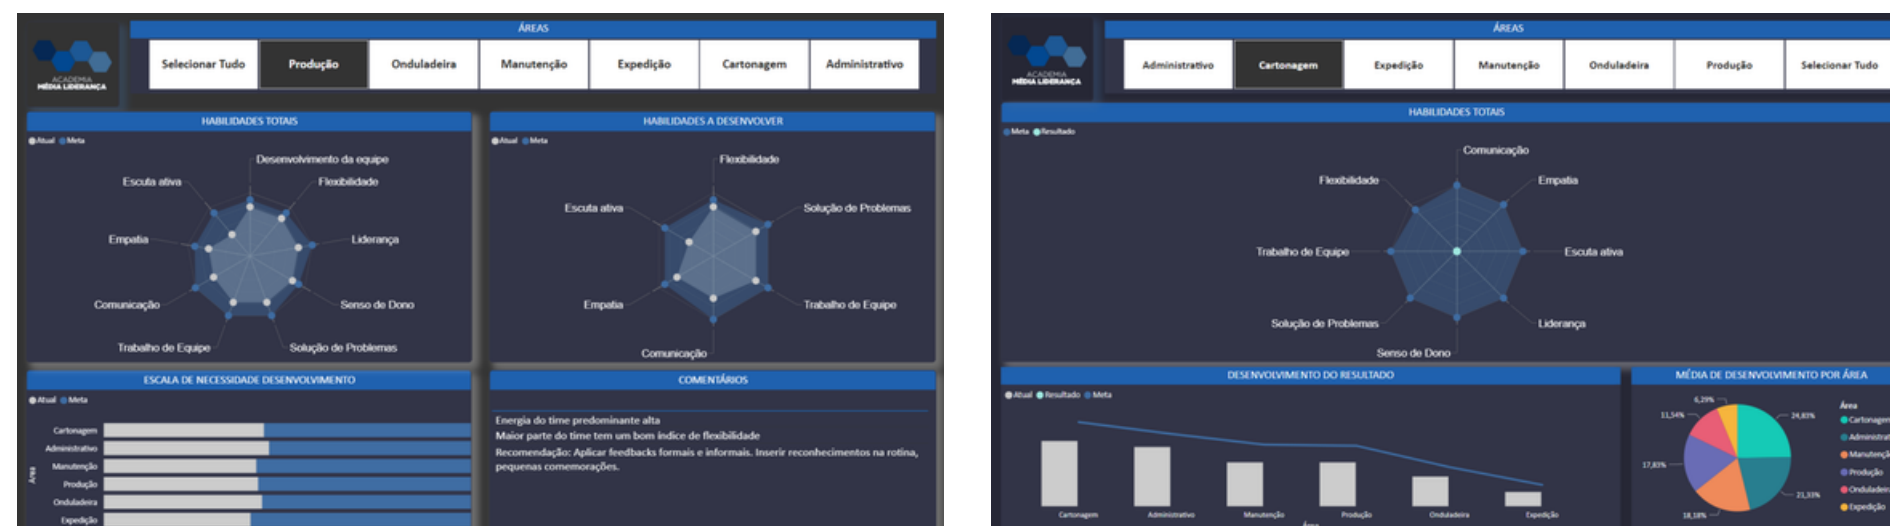 ACADEMIA
MÉDIA LIDERANÇA
ÁREAS
Selecionar Tudo
Produção
Onduladeira
Manutenção
Expedição
Cartonagem
Administrativo
HABILIDADES TOTAIS
Atual Meta
Desenvolvimento da equipe
Escuta ativa
Flexibilidade
Empatia
Liderança
Comunicação
Senso de Dono
Trabalho de Equipe
Solução de Problemas
HABILIDADES A DESENVOLVER
Atual Meta
Flexibilidade
Escuta ativa
Solução de Problemas
Empatia
Trabalho de Equipe
Comunicação
ESCALA DE NECESSIDADE DESENVOLVIMENTO
Atual Meta
Área
Cartonagem
Administrativo
Manutenção
Produção
Onduladeira
Expedição
COMENTÁRIOS
Energia do time predominante alta
Maior parte do time tem um bom índice de flexibilidade
Recomendação: Aplicar feedbacks formais e informais. Inserir reconhecimentos na rotina,
pequenas comemorações.
ACADEMIA
MÉDIA LIDERANÇA
ÁREAS
Administrativo
Cartonagem
Expedição
Manutenção
Onduladeira
Produção
Selecionar Tudo
HABILIDADES TOTAIS
Meta Resultado
Comunicação
Flexibilidade
Empatia
Trabalho de Equipe
Escuta ativa
Solução de Problemas
Liderança
Senso de Dono
DESENVOLVIMENTO DO RESULTADO
Atual Resultado Meta
Cartonagem
Administrativo
Manutenção
Produção
Onduladeira
Expedição
Área
MÉDIA DE DESENVOLVIMENTO POR ÁREA
6,29%
11,54%
24,83%
17,83%
21,33%
18,18%
Área
Cartonagem
Administrat
Manutençã
Produção
Onduladeir
Expedição